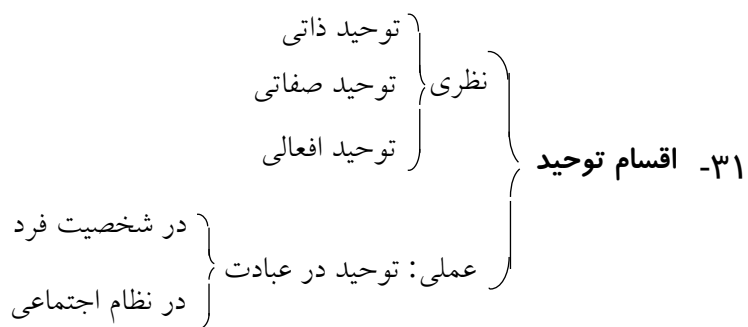 ۳۱- اقسام توحید
نظری
توحید ذاتی
توحید صفاتی
توحید افعالی
عملی: توحید در عبادت
در شخصیت فرد
در نظام اجتماعی